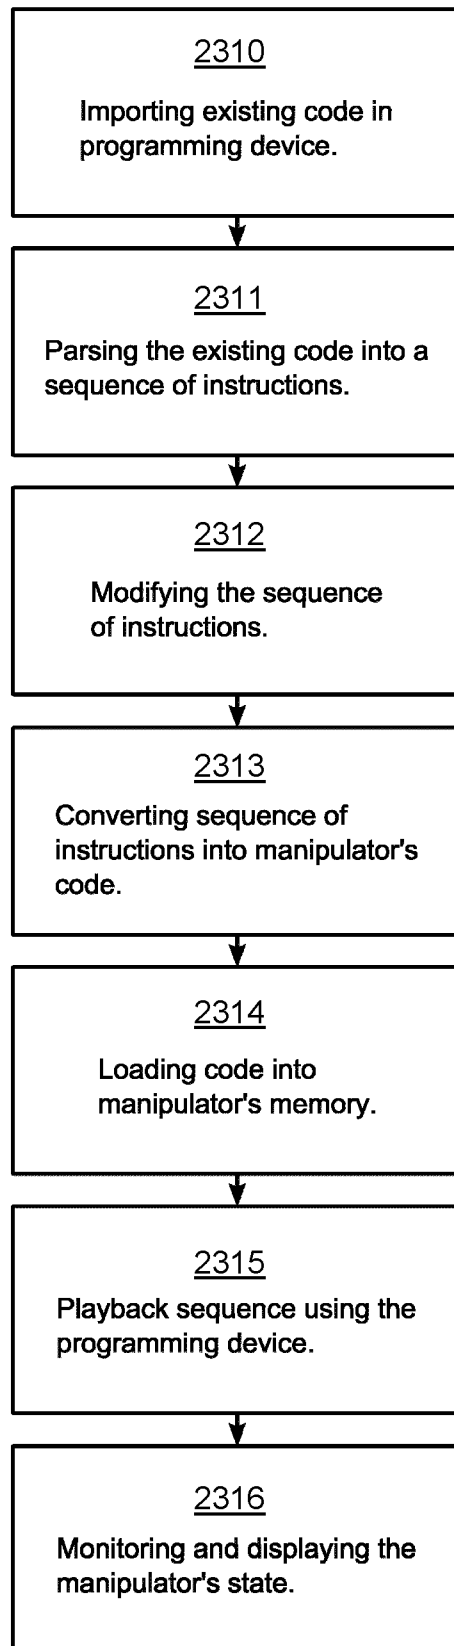 2310
Importing existing code in
programming device.
2311
Parsing the existing code into a
sequence of instructions.
2312
Modifying the sequence
of instructions.
2313
Converting sequence of
instructions into manipulator's
code.
2314
Loading code into
manipulator's memory.
2315
Playback sequence using the
programming device.
2316
Monitoring and displaying the
manipulator's state.